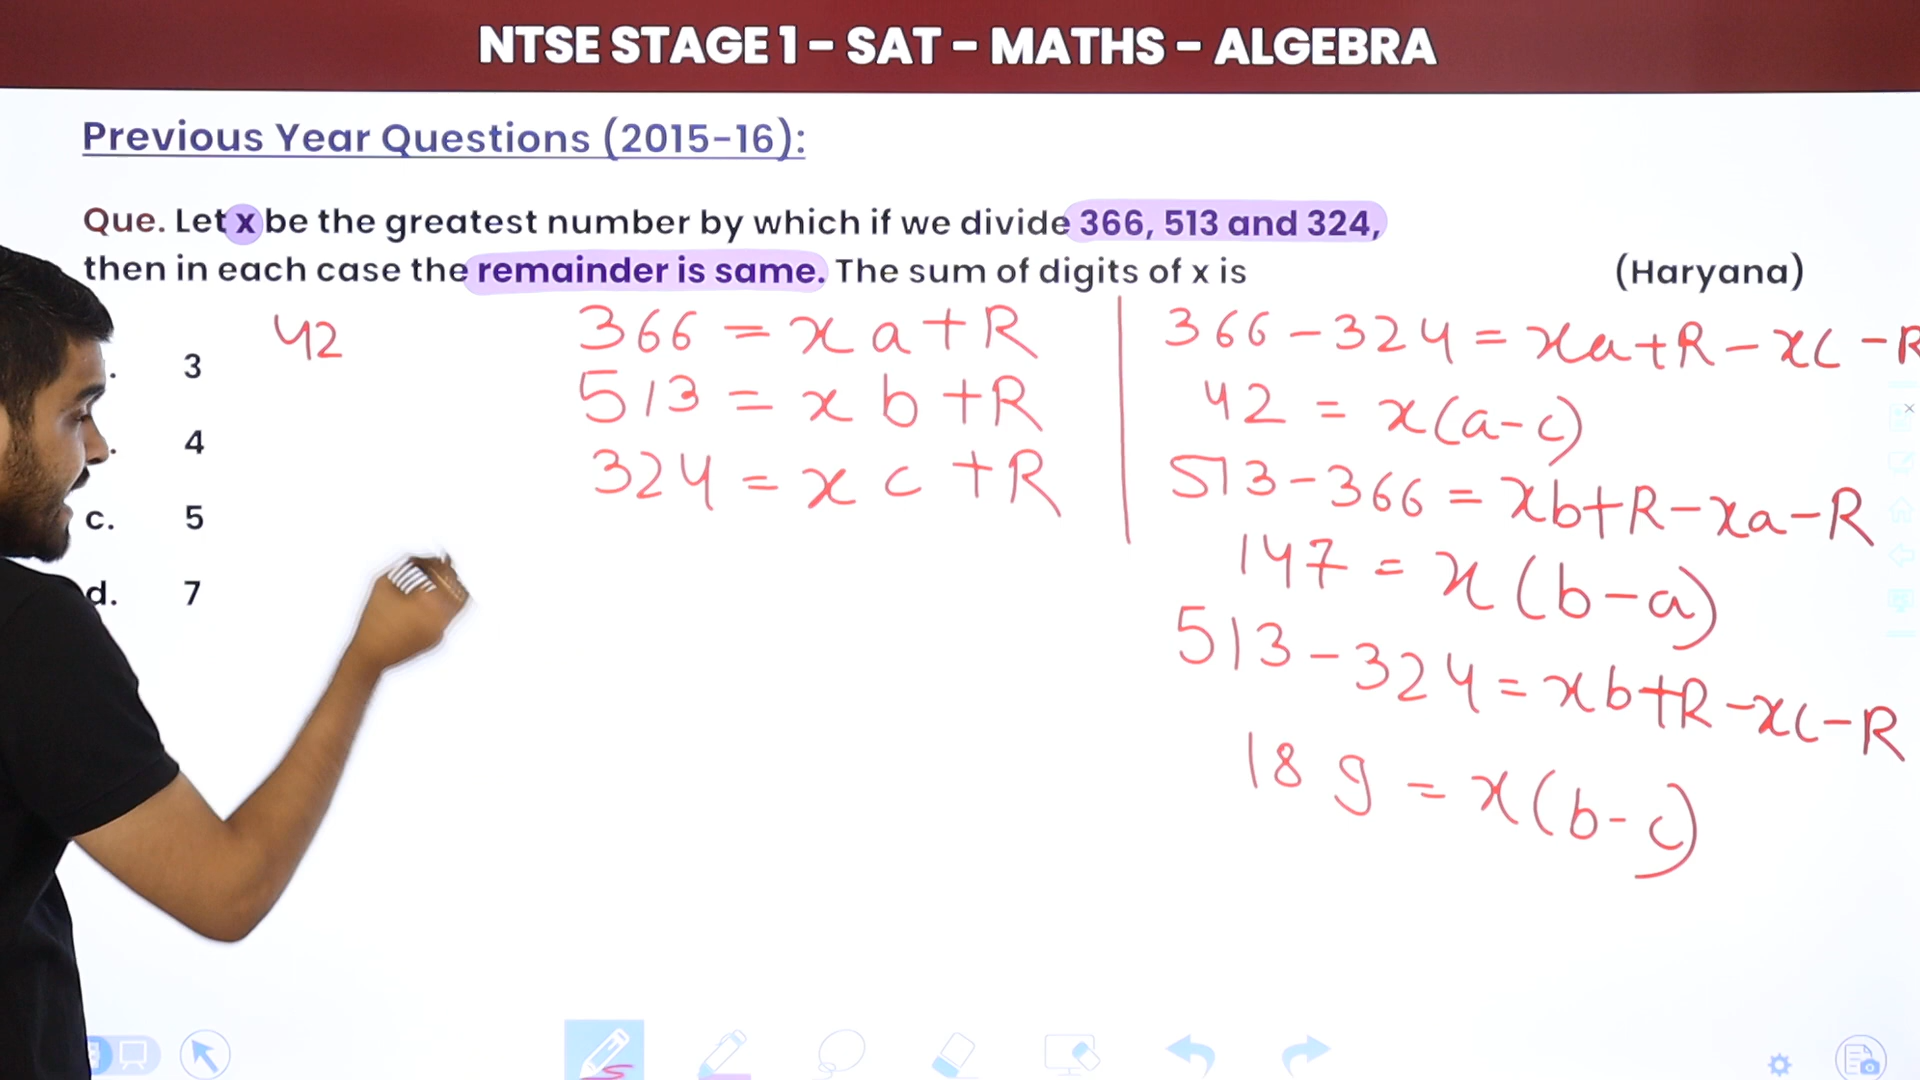 NTSE STAGE 1 - SAT - MATHS - ALGEBRA
Previous Year Questions (2015-16):
Que. Let x be the greatest number by which if we divide 366, 513 and 324,
then in each case the remainder is same. The sum of digits of x is (Haryana)
. 3
. 4
c. 5
d. 7
42
366 = xa+R
513 = xb+R
324 = xc+R
366-324 = xa+R-xc-R
42 = x(a-c)
513-366 = xb+R-xa-R
147 = x(b-a)
513-324 = xb+R-xc-R
189 = x(b-c)